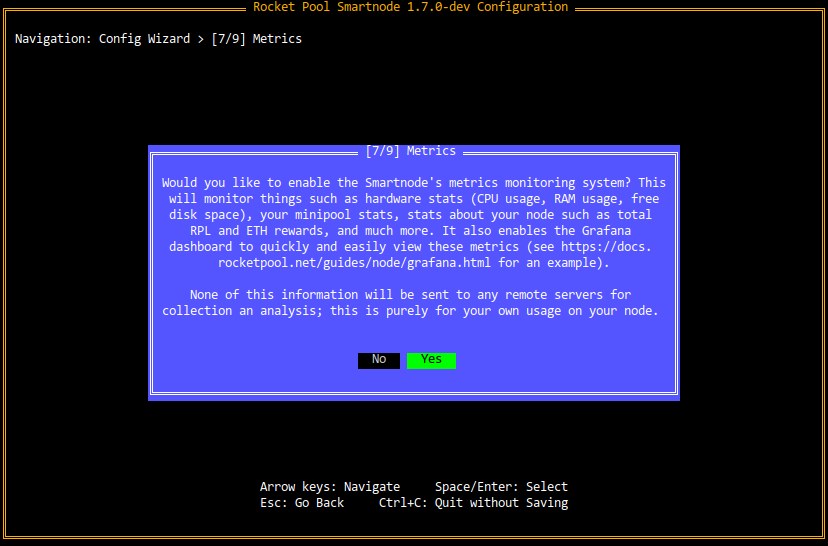 Rocket Pool Smartnode 1.7.0-dev Configuration
Navigation: Config Wizard > [7/9] Metrics
[7/9] Metrics
Would you like to enable the Smartnode's metrics monitoring system? This
will monitor things such as hardware stats (CPU usage, RAM usage, free
disk space), your minipool stats, stats about your node such as total
RPL and ETH rewards, and much more. It also enables the Grafana
dashboard to quickly and easily view these metrics (see https://docs.
rocketpool.net/guides/node/grafana.html for an example).
None of this information will be sent to any remote servers for
collection an analysis; this is purely for your own usage on your node.
No Yes
Arrow keys: Navigate Space/Enter: Select
Esc: Go Back Ctrl+C: Quit without Saving